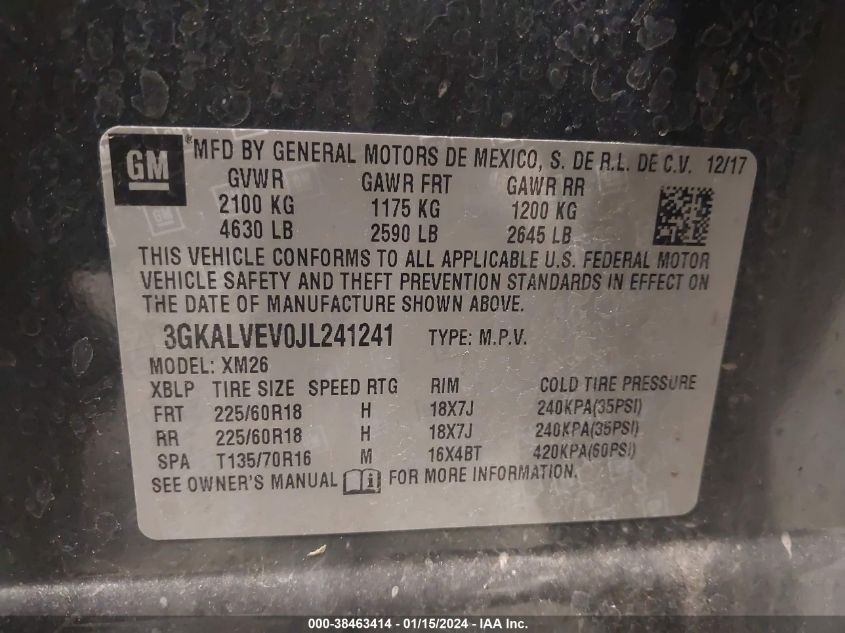 GM ® MFD BY GENERAL MOTORS DE MEXICO, S. DE R.L. DE C.V. 12/17
GVWR GAWR FRT GAWR RR
2100 KG 1175 KG 1200 KG
4630 LB 2590 LB 2645 LB
THIS VEHICLE CONFORMS TO ALL APPLICABLE U.S. FEDERAL MOTOR
VEHICLE SAFETY AND THEFT PREVENTION STANDARDS IN EFFECT ON
THE DATE OF MANUFACTURE SHOWN ABOVE.
3GKALVEV0JL241241 TYPE: M.P.V.
MODEL: XM26
XBLP TIRE SIZE SPEED RTG RIM COLD TIRE PRESSURE
FRT 225/60R18 H 18X7J 240KPA(35PSI)
RR 225/60R18 H 18X7J 240KPA(35PSI)
SPA T135/70R16 M 16X4BT 420KPA(60PSI)
SEE OWNER'S MANUAL i FOR MORE INFORMATION.
000-38463414 - 01/15/2024 - IAA Inc.